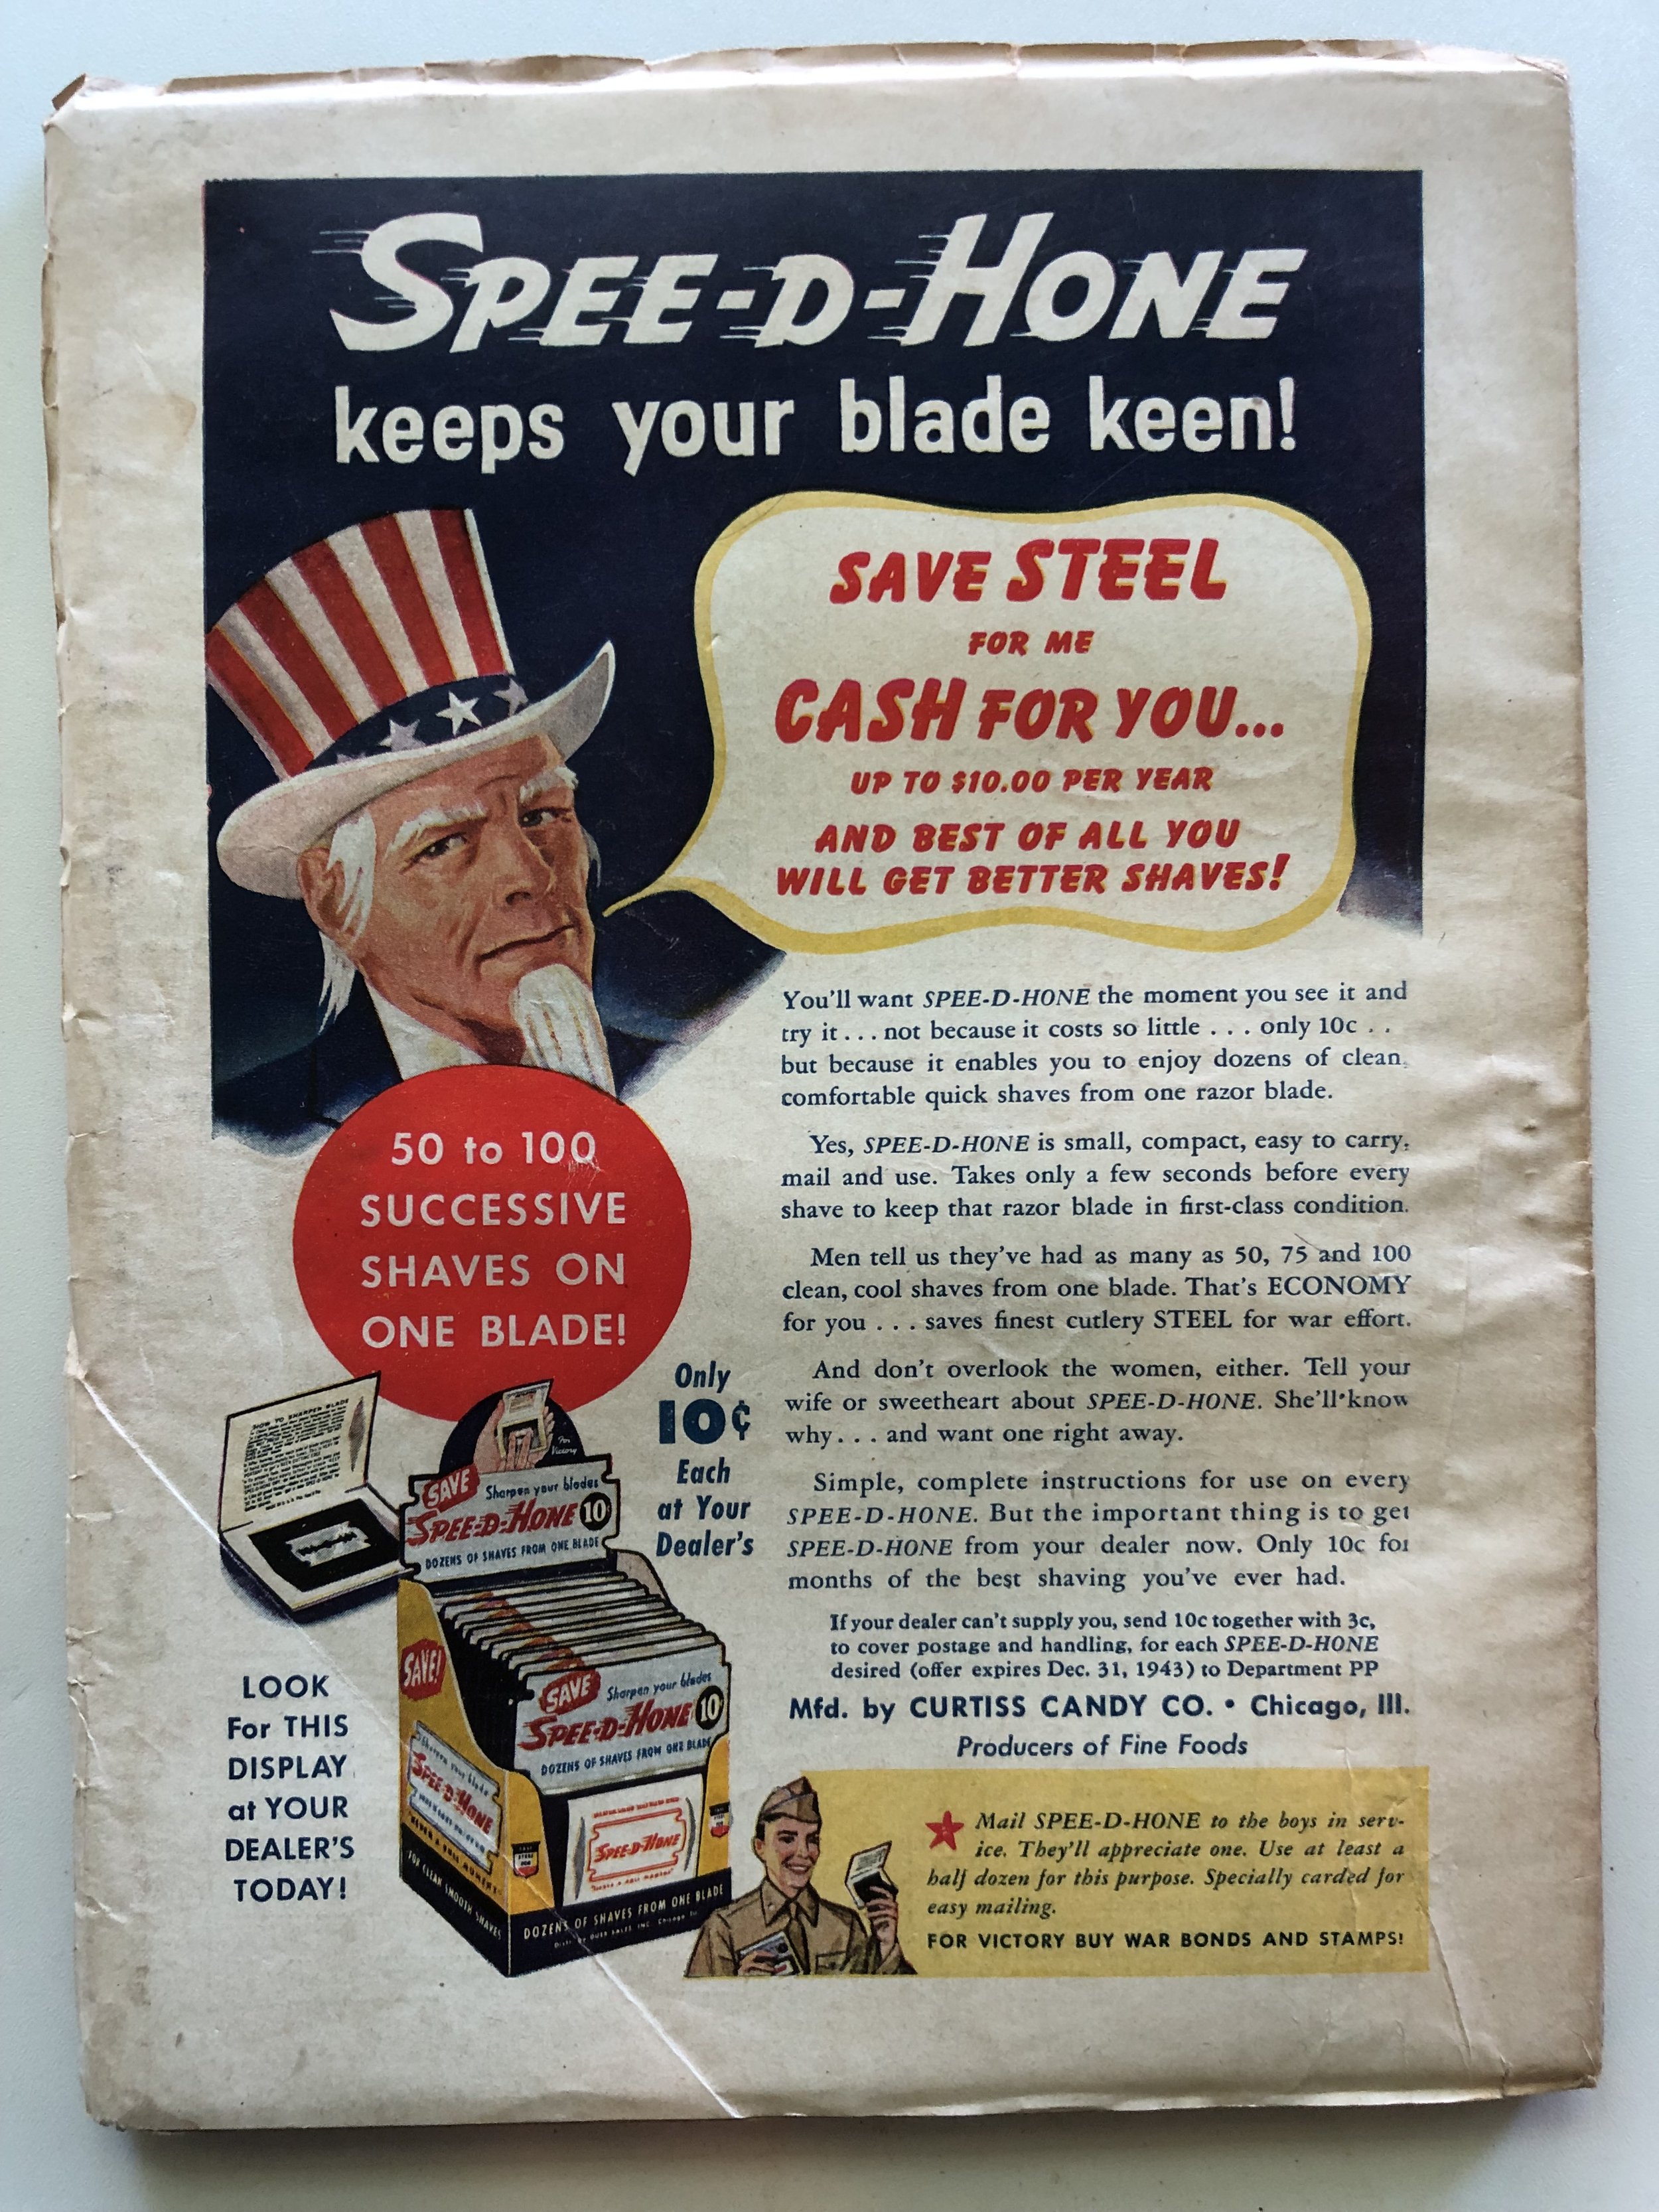 SPEE-D-HONE
keeps your blade keen!
SAVE STEEL
FOR ME
CASH FOR YOU...
UP TO $10.00 PER YEAR
AND BEST OF ALL YOU
WILL GET BETTER SHAVES!
You'll want SPEE-D-HONE the moment you see it and
try it . . . not because it costs so little . . . only 10c . .
but because it enables you to enjoy dozens of clean,
comfortable quick shaves from one razor blade.
Yes, SPEE-D-HONE is small, compact, easy to carry,
mail and use. Takes only a few seconds before every
shave to keep that razor blade in first-class condition.
Men tell us they've had as many as 50, 75 and 100
clean, cool shaves from one blade. That's ECONOMY
for you . . . saves finest cutlery STEEL for war effort.
And don't overlook the women, either. Tell your
wife or sweetheart about SPEE-D-HONE. She'll know
why . . . and want one right away.
Simple, complete instructions for use on every
SPEE-D-HONE. But the important thing is to get
SPEE-D-HONE from your dealer now. Only 10c for
months of the best shaving you've ever had.
If your dealer can't supply you, send 10c together with 3c,
to cover postage and handling, for each SPEE-D-HONE
desired (offer expires Dec. 31, 1943) to Department PP
Mfd. by CURTISS CANDY CO. • Chicago, Ill.
Producers of Fine Foods
50 to 100
SUCCESSIVE
SHAVES ON
ONE BLADE!
Only
10¢
Each
at Your
Dealer's
HOW TO SHARPEN BLADE
For
Victory
SAVE
Sharpen your blades
SPEE-D-HONE 10
DOZENS OF SHAVES FROM ONE BLADE
SAVE!
SAVE
Sharpen your blades
SPEE-D-HONE 10
DOZENS OF SHAVES FROM ONE BLADE
Sharpen your blade
SPEE-D-HONE
FOR CLEAN SMOOTH SHAVES
SPEE-D-HONE
DOZENS OF SHAVES FROM ONE BLADE
LOOK
For THIS
DISPLAY
at YOUR
DEALER'S
TODAY!
Mail SPEE-D-HONE to the boys in serv-
ice. They'll appreciate one. Use at least a
half dozen for this purpose. Specially carded for
easy mailing.
FOR VICTORY BUY WAR BONDS AND STAMPS!